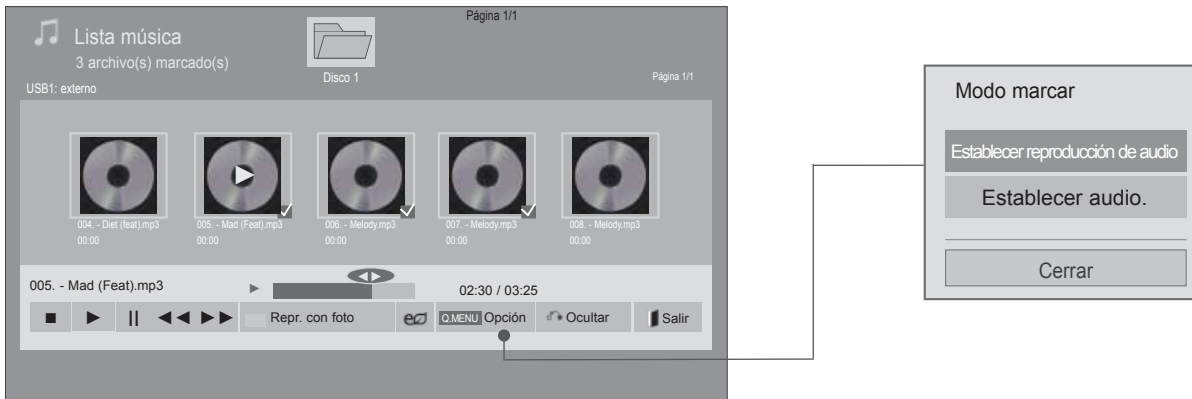 Página 1/1
Lista música
3 archivo(s) marcado(s)
Disco 1
Página 1/1
USB1: externo
004. - Diet (feat).mp3
00:00
005. - Mad (Feat).mp3
00:00
006. - Melody.mp3
00:00
007. - Melody.mp3
00:00
008. - Melody.mp3
00:00
005. - Mad (Feat).mp3
02:30 / 03:25
Repr. con foto
Q.MENU Opción
Ocultar
Salir
Modo marcar
Establecer reproducción de audio
Establecer audio.
Cerrar